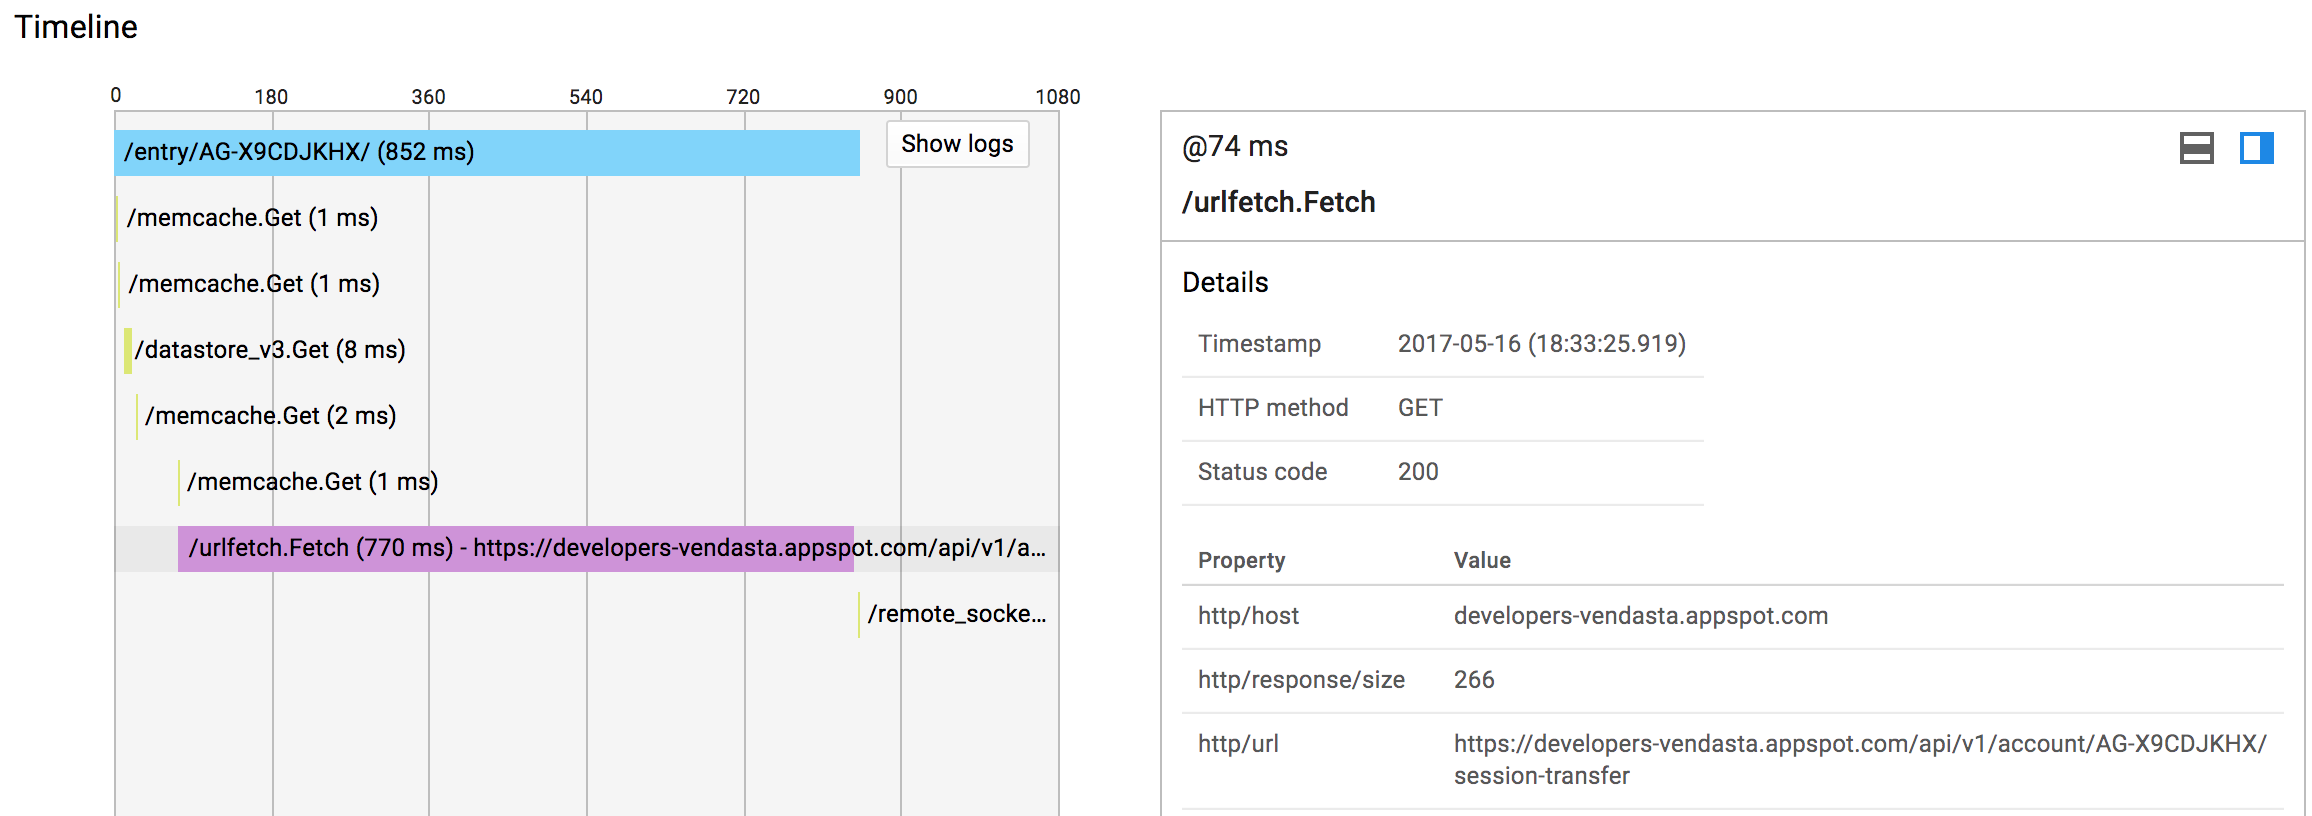 Timeline
0 180 360 540 720 900 1080
/entry/AG-X9CDJKHX/ (852 ms)
Show logs
/memcache.Get (1 ms)
/memcache.Get (1 ms)
/datastore_v3.Get (8 ms)
/memcache.Get (2 ms)
/memcache.Get (1 ms)
/urlfetch.Fetch (770 ms) - https://developers-vendasta.appspot.com/api/v1/a...
/remote_socke...
@74 ms
/urlfetch.Fetch
Details
Timestamp 2017-05-16 (18:33:25.919)
HTTP method GET
Status code 200
Property Value
http/host developers-vendasta.appspot.com
http/response/size 266
http/url https://developers-vendasta.appspot.com/api/v1/account/AG-X9CDJKHX/
session-transfer